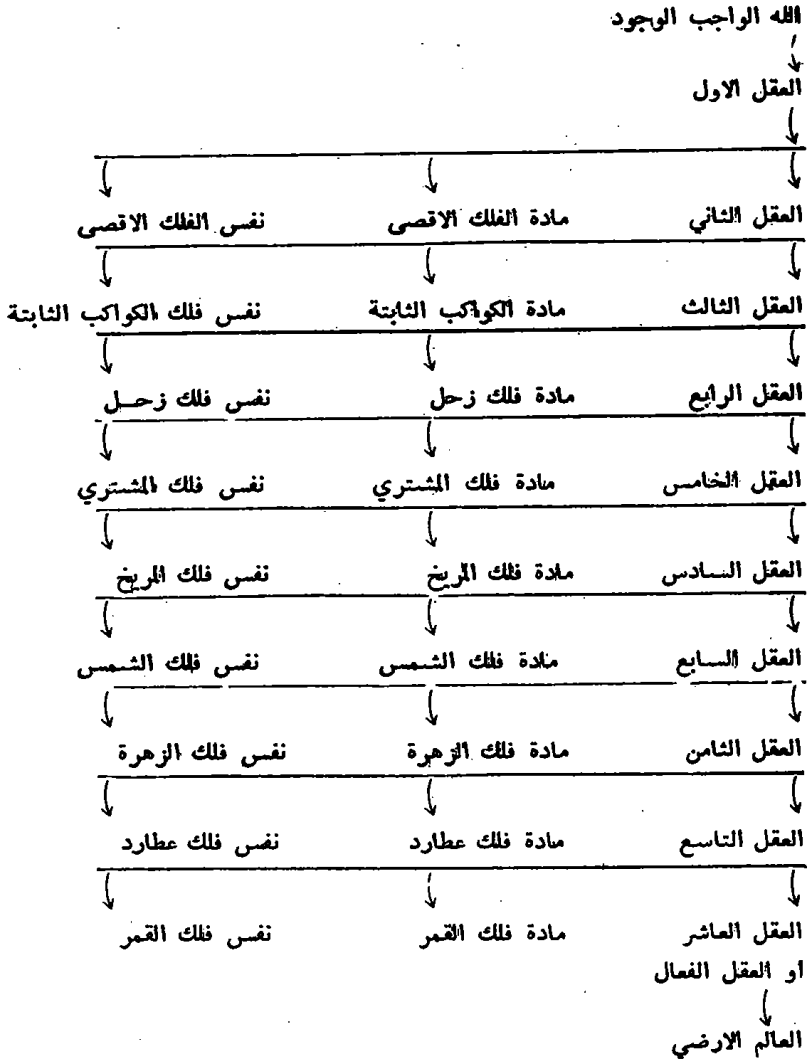 الله الواجب الوجود
العقل الاول
العقل الثاني مادة الفلك الاقصى نفس الفلك الاقصى
العقل الثالث مادة الكواكب الثابتة نفس فلك الكواكب الثابتة
العقل الرابع مادة فلك زحل نفس فلك زحـل
العقل الخامس مادة فلك المشتري نفس فلك المشتري
العقل السادس مادة فلك المريخ نفس فلك المريخ
العقل السابع مادة فلك الشمس نفس فلك الشمس
العقل الثامن مادة فلك الزهرة نفس فلك الزهرة
العقل التاسع مادة فلك عطارد نفس فلك عطارد
العقل العاشر مادة فلك القمر نفس فلك القمر
او العقل الفعال
العالم الارضي